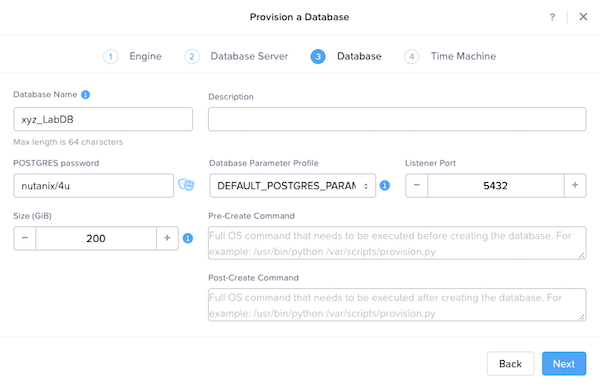 Provision a Database
? ×
1 Engine 2 Database Server 3 Database 4 Time Machine
Database Name i Description
xyz_LabDB
Max length is 64 characters
POSTGRES password Database Parameter Profile Listener Port
nutanix/4u DEFAULT_POSTGRES_PARAM − 5432 +
Size (GiB) Pre-Create Command
− 200 + Full OS command that needs to be executed before creating the database. For
example: /usr/bin/python /var/scripts/provision.py
Post-Create Command
Full OS command that needs to be executed after creating the database. For
example: /usr/bin/python /var/scripts/provision.py
Back Next